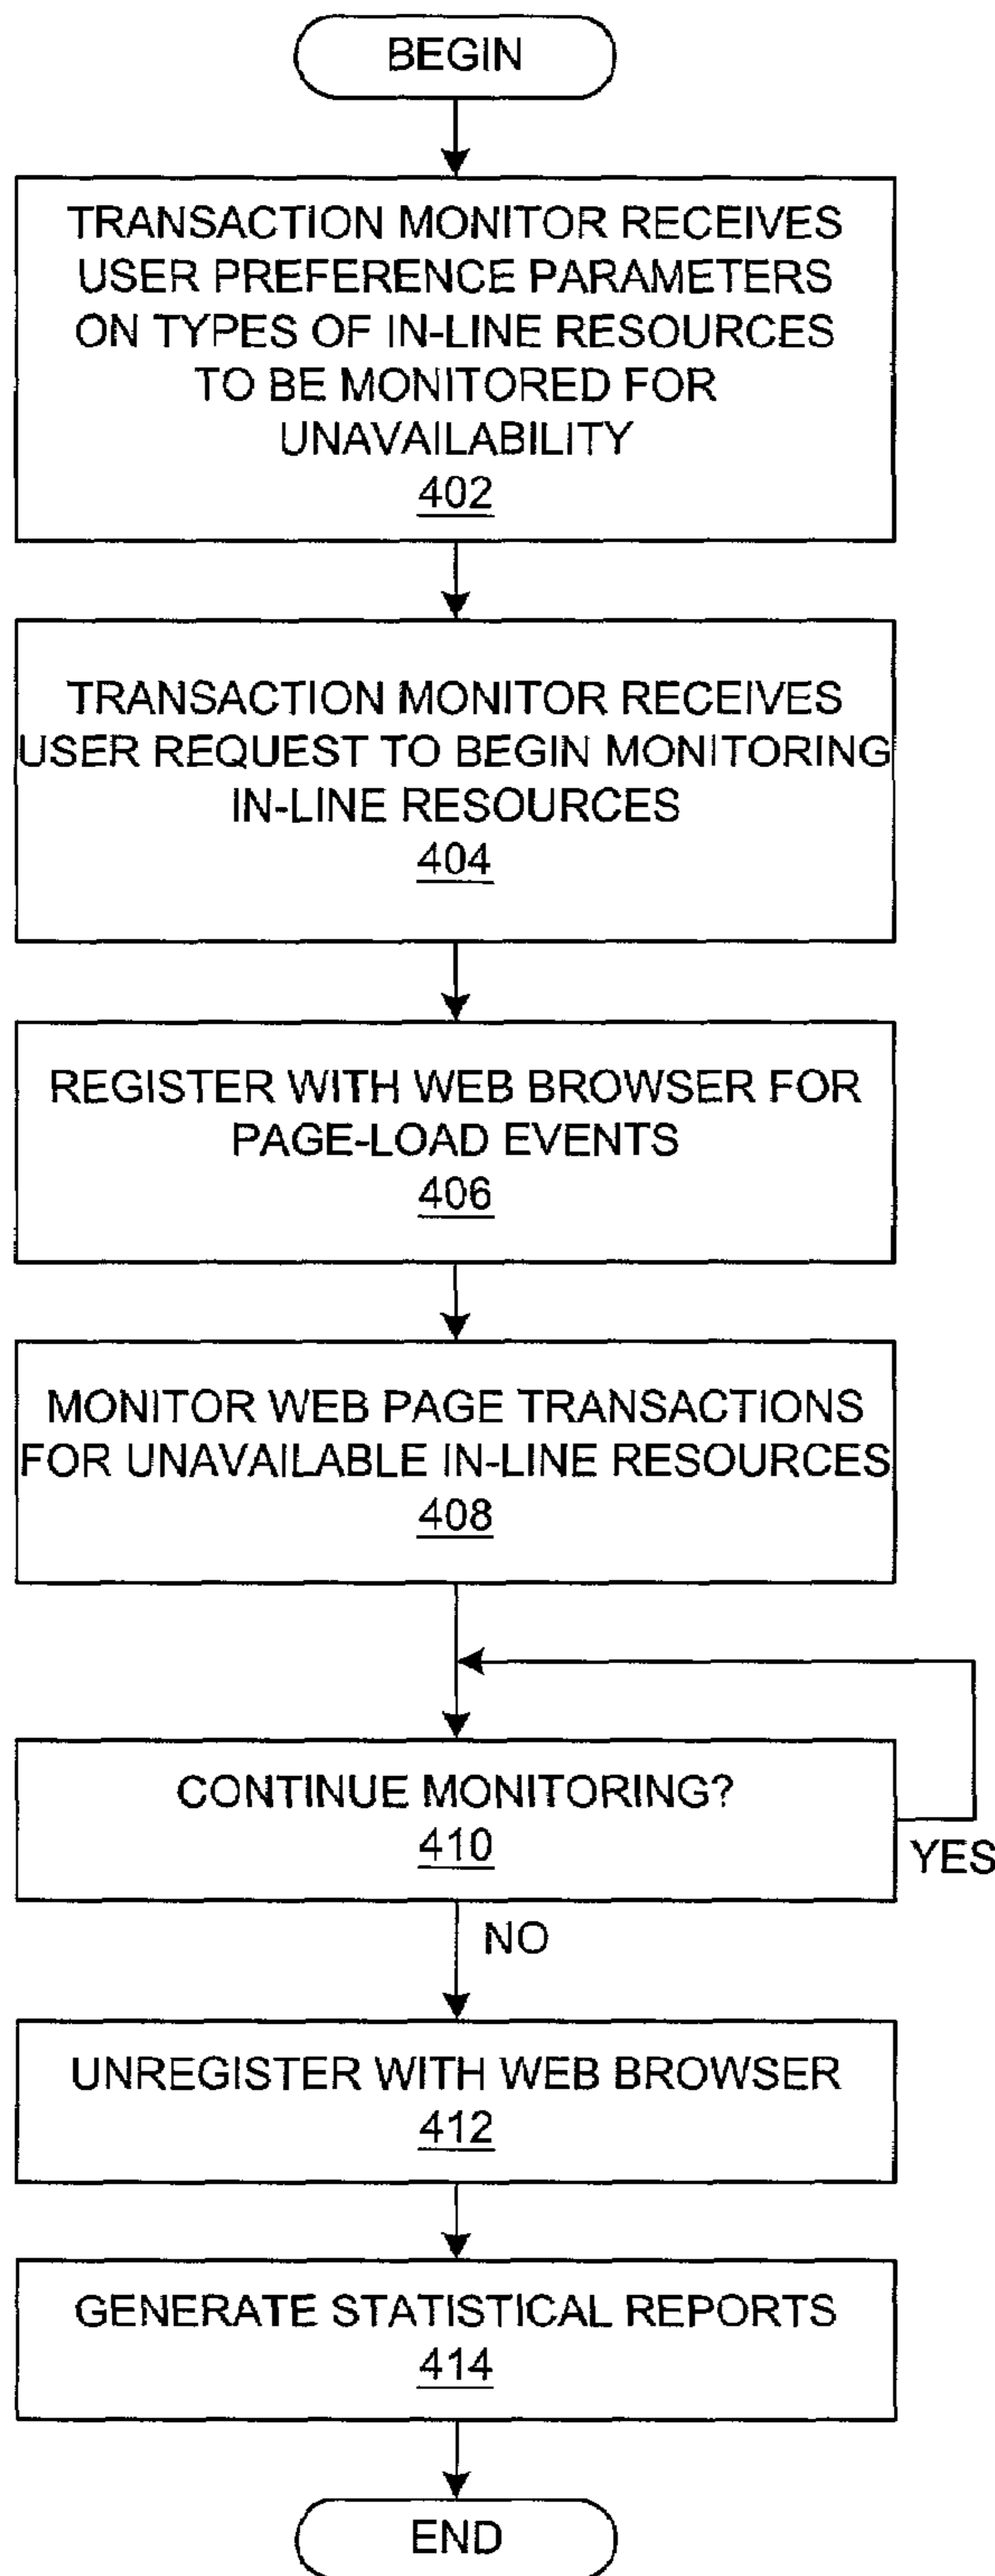 BEGIN
TRANSACTION MONITOR RECEIVES
USER PREFERENCE PARAMETERS
ON TYPES OF IN-LINE RESOURCES
TO BE MONITORED FOR
UNAVAILABILITY
402
TRANSACTION MONITOR RECEIVES
USER REQUEST TO BEGIN MONITORING
IN-LINE RESOURCES
404
REGISTER WITH WEB BROWSER FOR
PAGE-LOAD EVENTS
406
MONITOR WEB PAGE TRANSACTIONS
FOR UNAVAILABLE IN-LINE RESOURCES
408
CONTINUE MONITORING?
410
YES
NO
UNREGISTER WITH WEB BROWSER
412
GENERATE STATISTICAL REPORTS
414
END